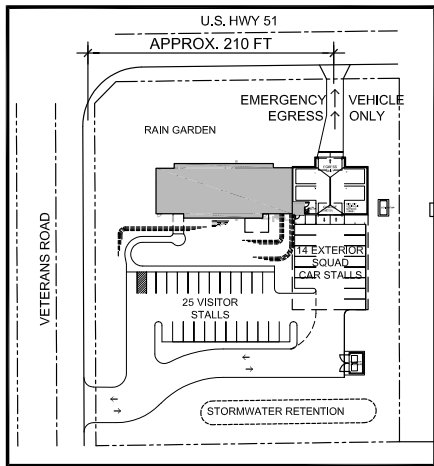 U.S. HWY 51
APPROX. 210 FT
EMERGENCY VEHICLE
EGRESS ONLY
RAIN GARDEN
VETERANS ROAD
14 EXTERIOR
SQUAD
CAR STALLS
25 VISITOR
STALLS
STORMWATER RETENTION